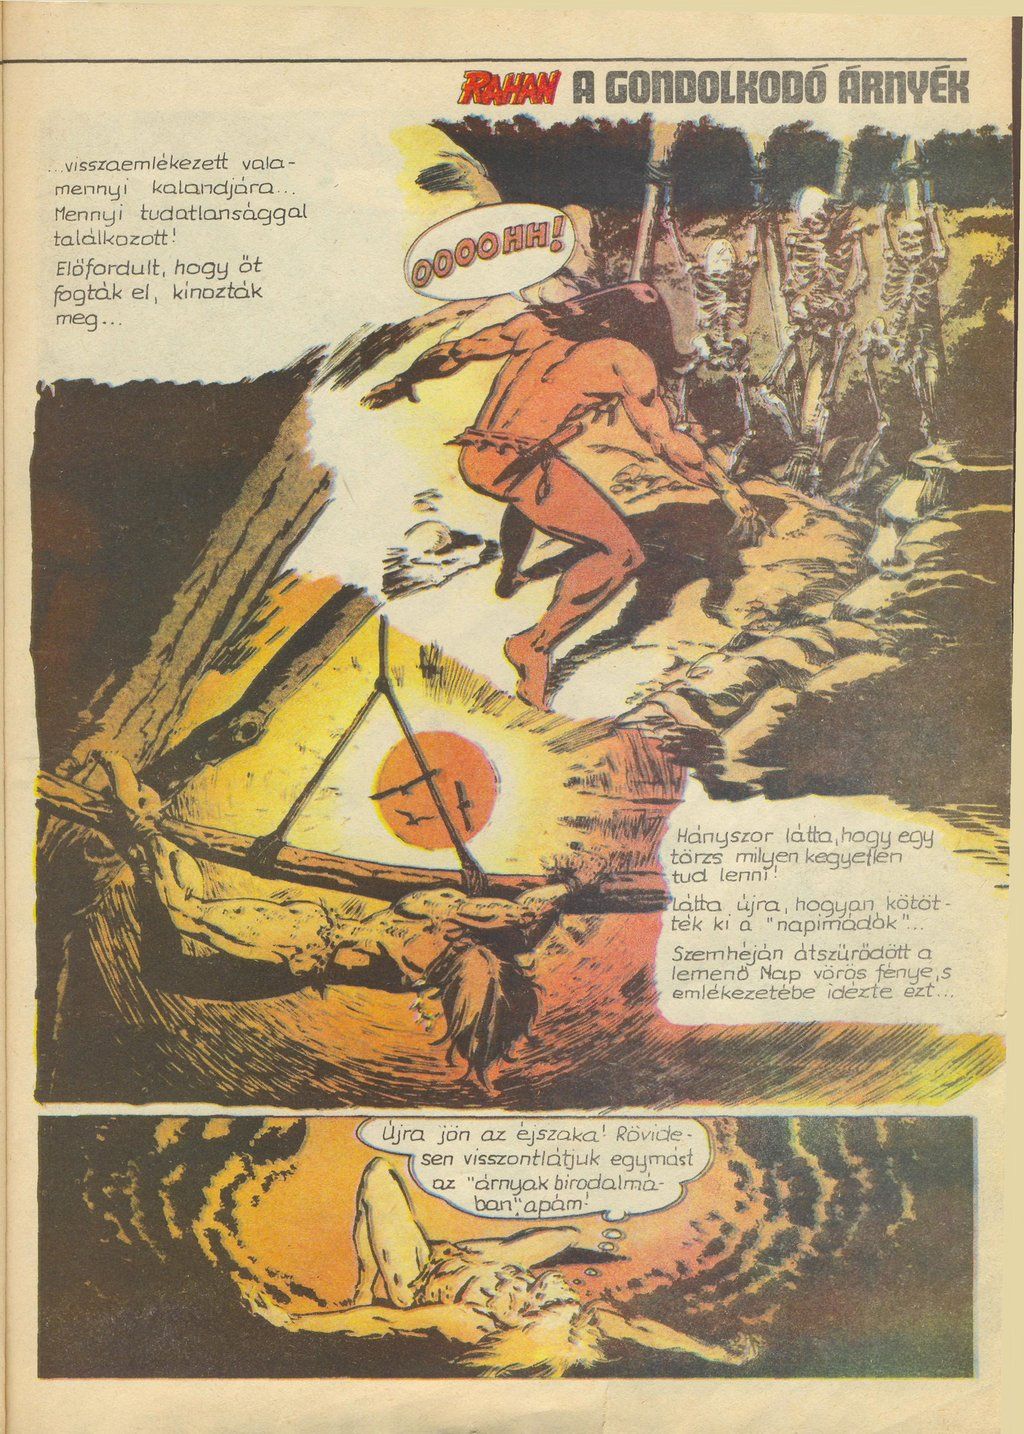 RAHAN A GONDOLKODÓ ÁRNYÉK
...visszaemlékezett vala-
mennyi kalandjára...
Mennyi tudatlansággal
találkozott!
Előfordult, hogy őt
fogták el, kínozták
meg...
OOOOHH!
Hányszor látta, hogy egy
törzs milyen kegyetlen
tud lenni!
Látta újra, hogyan kötöt-
ték ki a "napimádók"...
Szemhéján átszűrődött a
lemenő Nap vörös fénye, s
emlékezetébe idézte ezt...
Újra jön az éjszaka! Rövide-
sen visszontlátjuk egymást
az "árnyak birodalmá-
ban", apám!